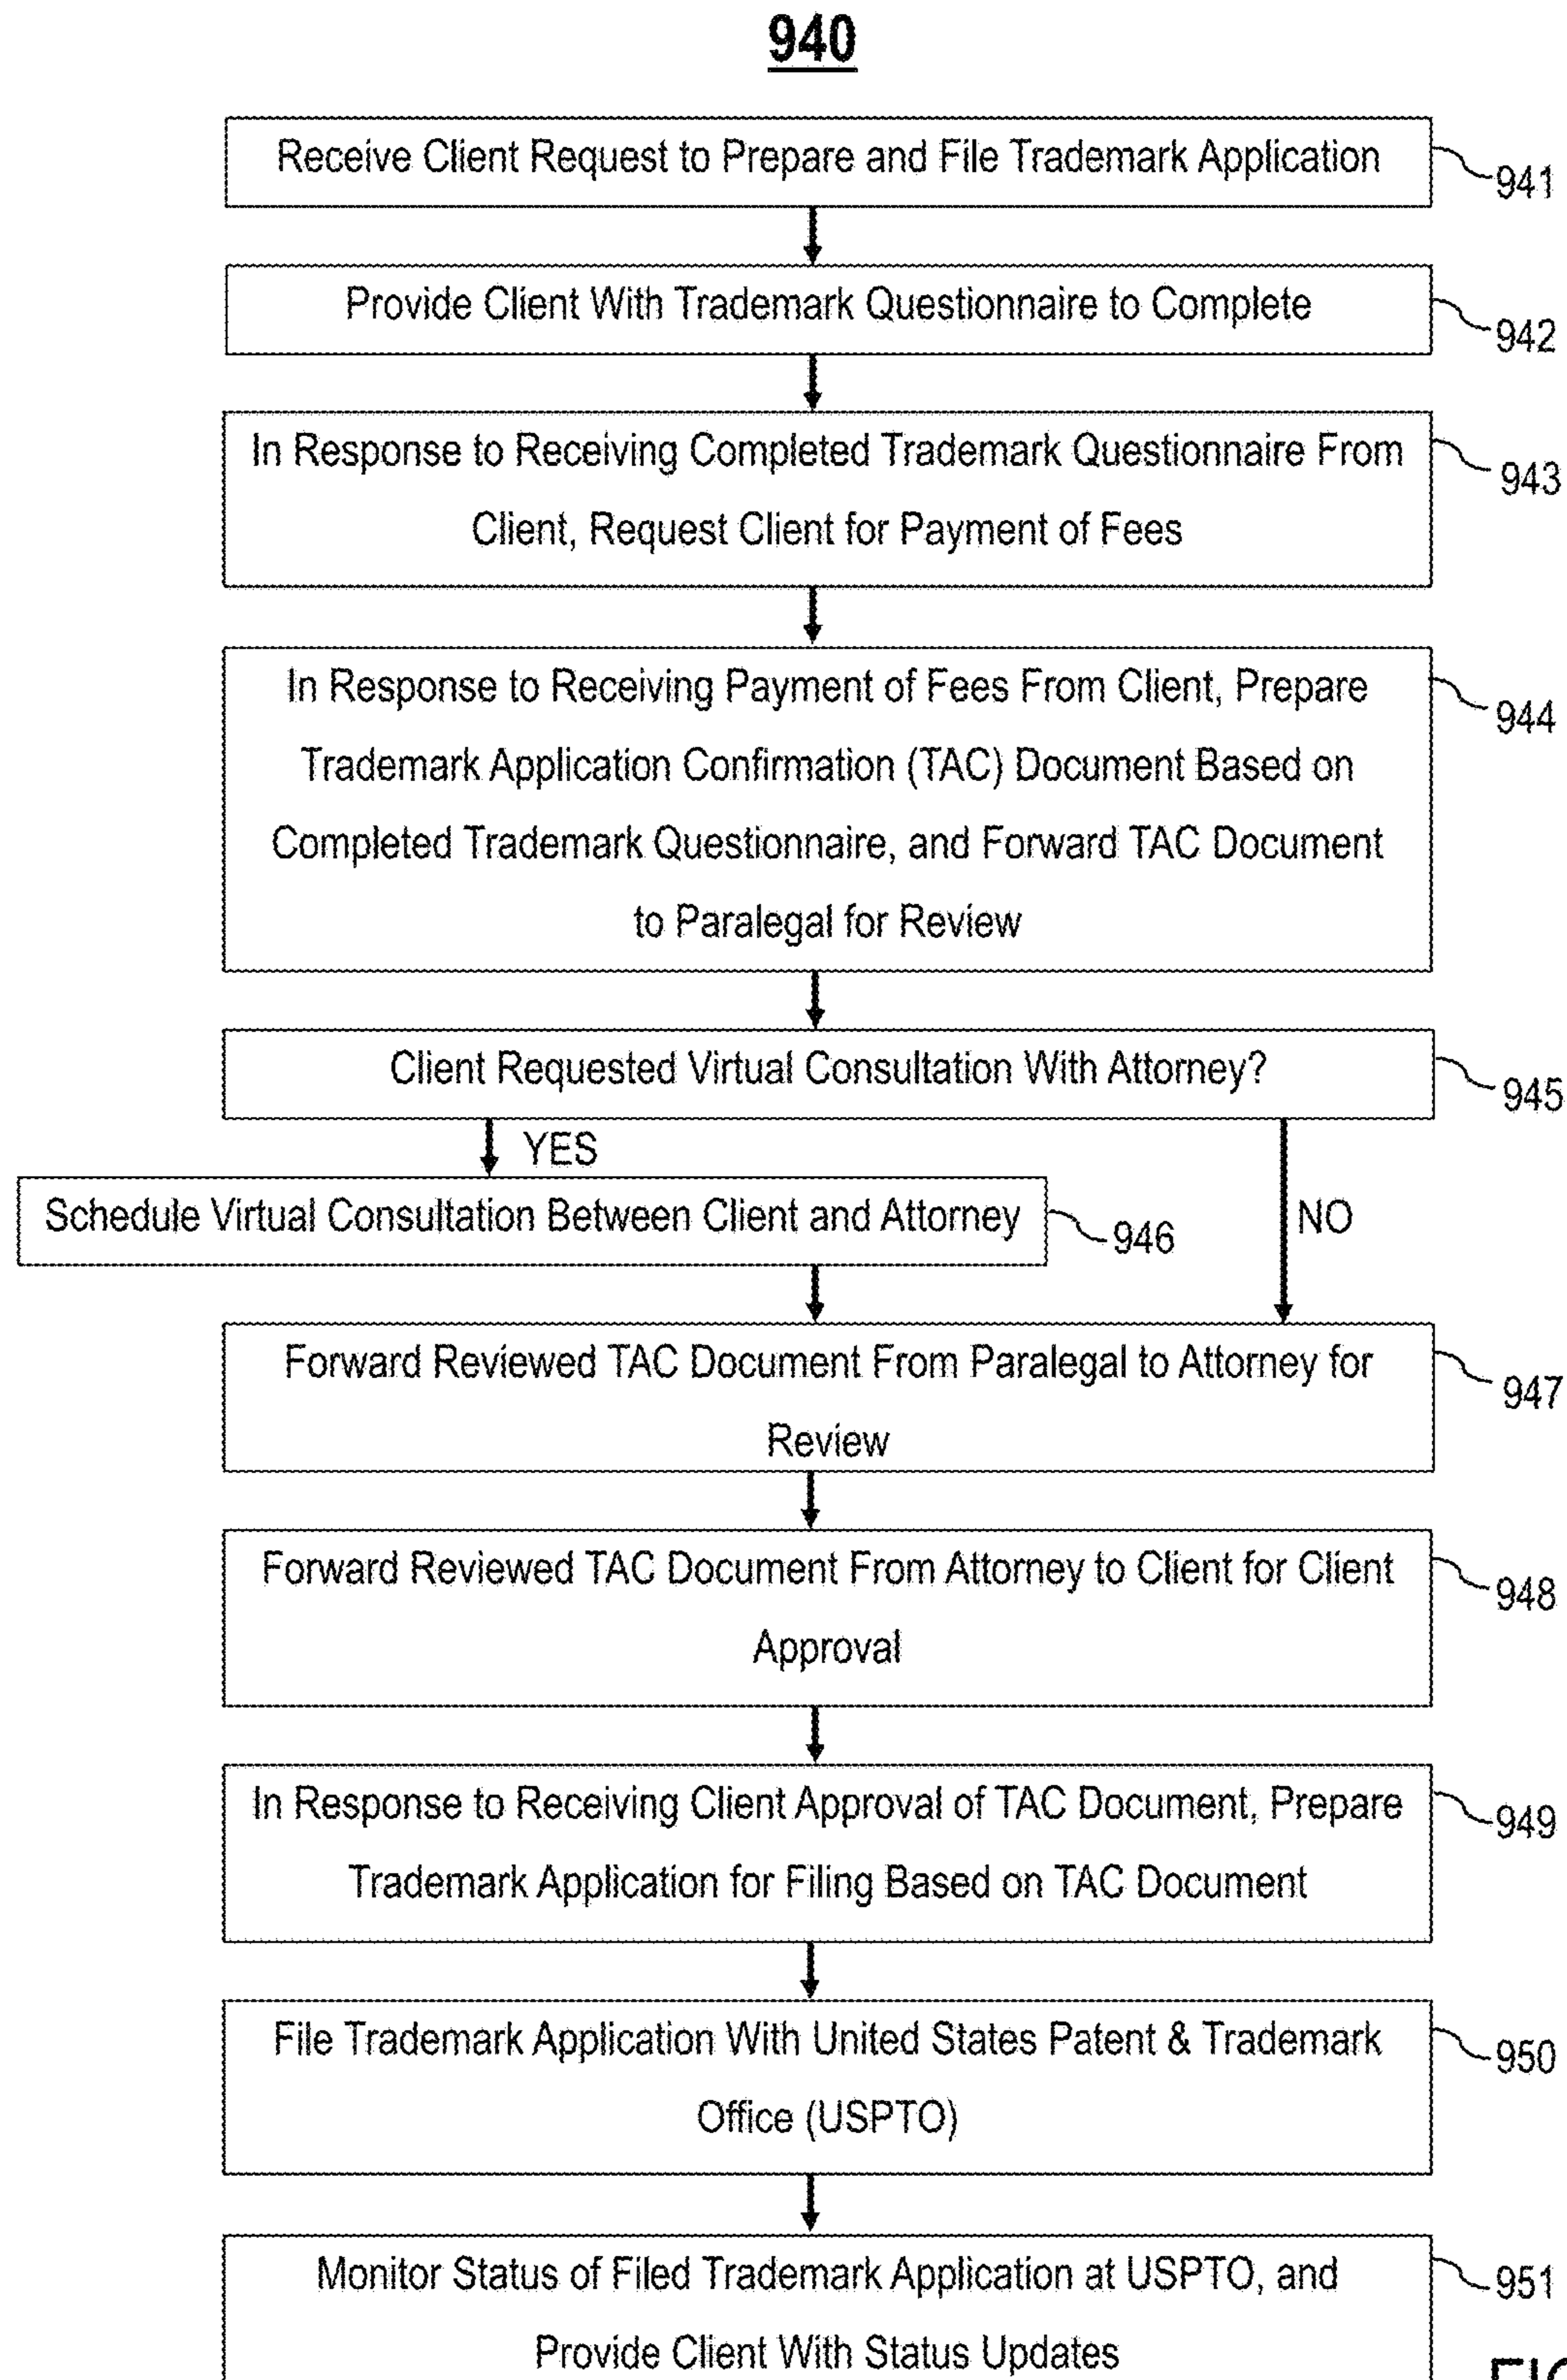 940
Receive Client Request to Prepare and File Trademark Application
941
Provide Client With Trademark Questionnaire to Complete
942
In Response to Receiving Completed Trademark Questionnaire From
Client, Request Client for Payment of Fees
943
In Response to Receiving Payment of Fees From Client, Prepare
Trademark Application Confirmation (TAC) Document Based on
Completed Trademark Questionnaire, and Forward TAC Document
to Paralegal for Review
944
Client Requested Virtual Consultation With Attorney?
945
YES
Schedule Virtual Consultation Between Client and Attorney
946
NO
Forward Reviewed TAC Document From Paralegal to Attorney for
Review
947
Forward Reviewed TAC Document From Attorney to Client for Client
Approval
948
In Response to Receiving Client Approval of TAC Document, Prepare
Trademark Application for Filing Based on TAC Document
949
File Trademark Application With United States Patent & Trademark
Office (USPTO)
950
Monitor Status of Filed Trademark Application at USPTO, and
Provide Client With Status Updates
951